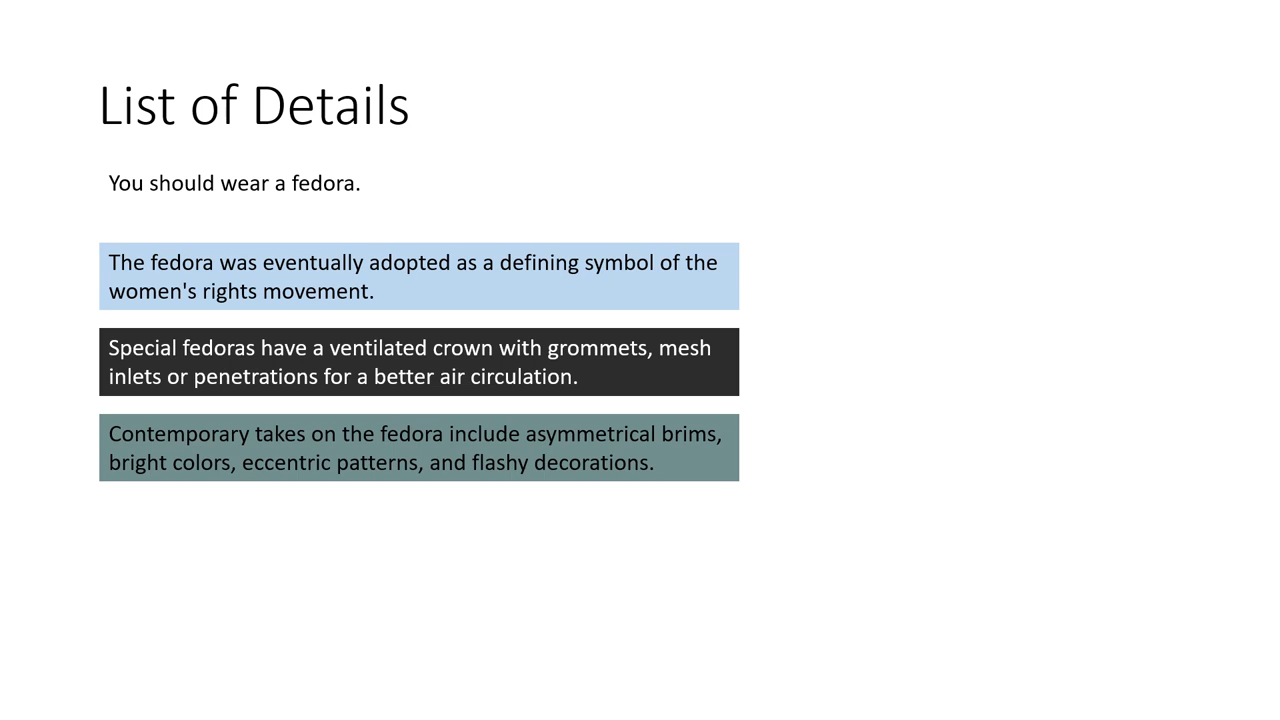 List of Details
You should wear a fedora.
The fedora was eventually adopted as a defining symbol of the
women's rights movement.
Special fedoras have a ventilated crown with grommets, mesh
inlets or penetrations for a better air circulation.
Contemporary takes on the fedora include asymmetrical brims,
bright colors, eccentric patterns, and flashy decorations.